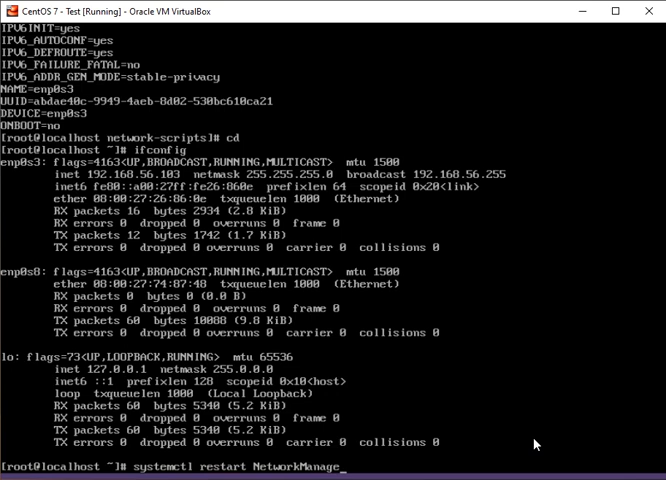 CentOS 7 - Test [Running] - Oracle VM VirtualBox
IPV6INIT=yes
IPV6_AUTOCONF=yes
IPV6_DEFROUTE=yes
IPV6_FAILURE_FATAL=no
IPV6_ADDR_GEN_MODE=stable-privacy
NAME=enp0s3
UUID=abdae40c-9949-4aeb-8d02-530bc610ca21
DEVICE=enp0s3
ONBOOT=no
[root@localhost network-scripts]# cd
[root@localhost ~]# ifconfig
enp0s3: flags=4163<UP,BROADCAST,RUNNING,MULTICAST>  mtu 1500
        inet 192.168.56.103  netmask 255.255.255.0  broadcast 192.168.56.255
        inet6 fe80::a00:27ff:fe26:860e  prefixlen 64  scopeid 0x20<link>
        ether 08:00:27:26:86:0e  txqueuelen 1000  (Ethernet)
        RX packets 16  bytes 2934 (2.8 KiB)
        RX errors 0  dropped 0  overruns 0  frame 0
        TX packets 12  bytes 1742 (1.7 KiB)
        TX errors 0  dropped 0 overruns 0  carrier 0  collisions 0
enp0s8: flags=4163<UP,BROADCAST,RUNNING,MULTICAST>  mtu 1500
        ether 08:00:27:74:87:48  txqueuelen 1000  (Ethernet)
        RX packets 0  bytes 0 (0.0 B)
        RX errors 0  dropped 0  overruns 0  frame 0
        TX packets 60  bytes 10088 (9.8 KiB)
        TX errors 0  dropped 0 overruns 0  carrier 0  collisions 0
lo: flags=73<UP,LOOPBACK,RUNNING>  mtu 65536
        inet 127.0.0.1  netmask 255.0.0.0
        inet6 ::1  prefixlen 128  scopeid 0x10<host>
        loop  txqueuelen 1000  (Local Loopback)
        RX packets 60  bytes 5340 (5.2 KiB)
        RX errors 0  dropped 0  overruns 0  frame 0
        TX packets 60  bytes 5340 (5.2 KiB)
        TX errors 0  dropped 0 overruns 0  carrier 0  collisions 0
[root@localhost ~]# systemctl restart NetworkManage_